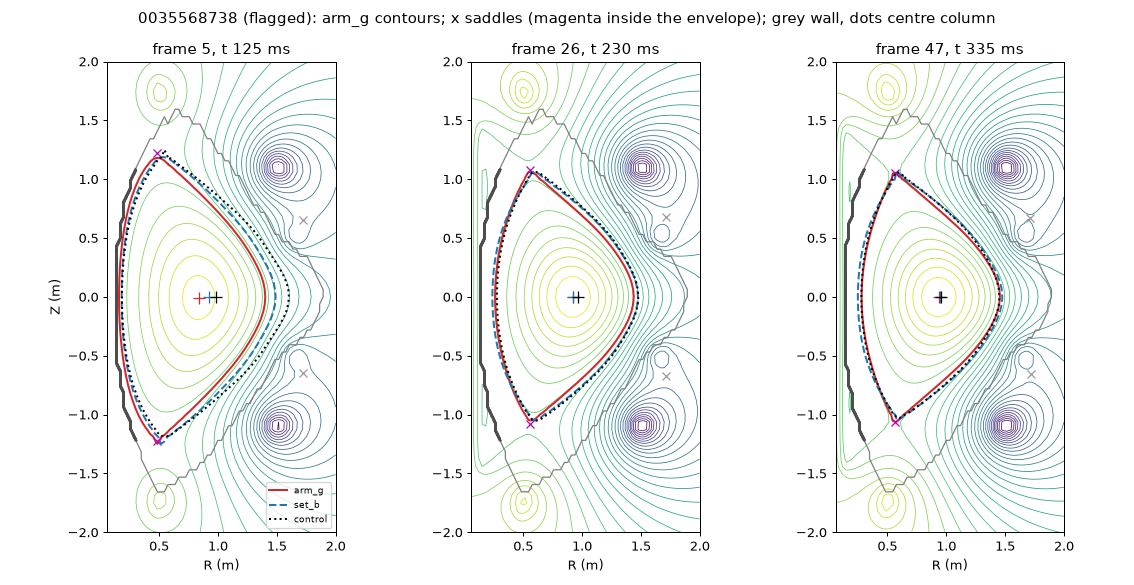 0035568738 (flagged): arm_g contours; x saddles (magenta inside the envelope); grey wall, dots centre column
frame 5, t 125 ms
frame 26, t 230 ms
frame 47, t 335 ms
2.0 2.0 2.0
1.5 1.5 1.5
1.0 1.0 1.0
0.5 0.5 0.5
Z (m)
0.0 0.0 0.0
−0.5 −0.5 −0.5
−1.0 −1.0 −1.0
−1.5 −1.5 −1.5
−2.0 −2.0 −2.0
arm_g
set_b
control
0.5 1.0 1.5 2.0 0.5 1.0 1.5 2.0 0.5 1.0 1.5 2.0
R (m) R (m) R (m)